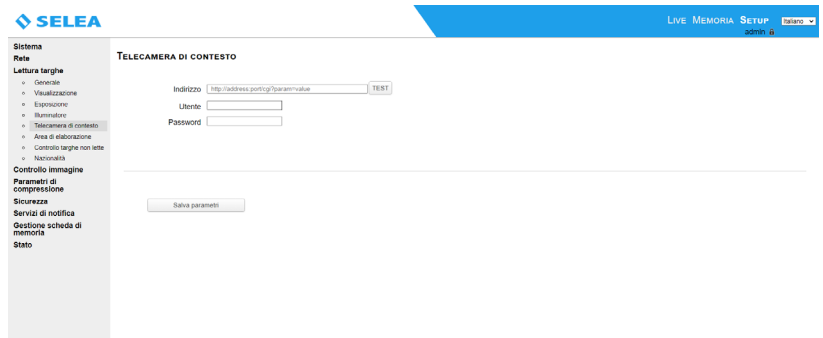 SELEA
LIVE MEMORIA SETUP Italiano
admin
Sistema
Rete
Lettura targhe
Generale
Visualizzazione
Esposizione
Illuminatore
Telecamera di contesto
Area di elaborazione
Controllo targhe non lette
Nazionalità
Controllo immagine
Parametri di
compressione
Sicurezza
Servizi di notifica
Gestione scheda di
memoria
Stato
TELECAMERA DI CONTESTO
Indirizzo http://address:port/cgi?param=value TEST
Utente
Password
Salva parametri